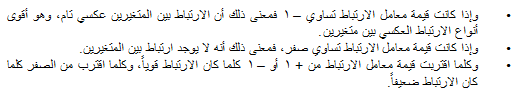 • وإذا كانت قيمة معامل الارتباط تساوي – ١ فمعنى ذلك أن الارتباط بين المتغيرين عكسي تام، وهو أقوى
أنواع الارتباط العكسي بين متغيرين.
• وإذا كانت قيمة معامل الارتباط تساوي صفر، فمعنى ذلك أنه لا يوجد ارتباط بين المتغيرين.
• وكلما اقتربت قيمة معامل الارتباط من + ١ أو – ١ كلما كان الارتباط قوياً، وكلما اقترب من الصفر كلما
كان الارتباط ضعيفاً.